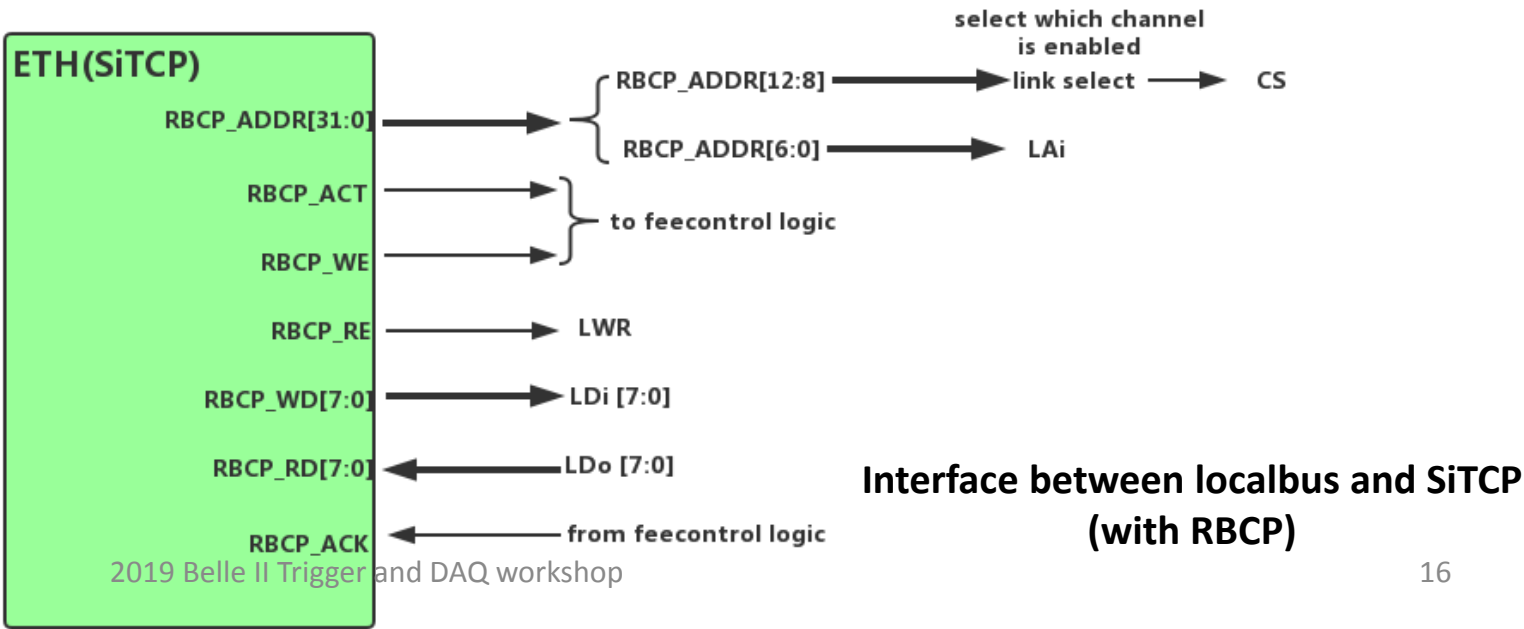 select which channel
is enabled
ETH(SiTCP)
RBCP_ADDR[12:8]
link select
CS
RBCP_ADDR[31:0]
RBCP_ADDR[6:0]
LAi
RBCP_ACT
to feecontrol logic
RBCP_WE
RBCP_RE
LWR
RBCP_WD[7:0]
LDi [7:0]
RBCP_RD[7:0]
LDo [7:0]
Interface between localbus and SiTCP
(with RBCP)
RBCP_ACK
from feecontrol logic
2019 Belle II Trigger and DAQ workshop
16